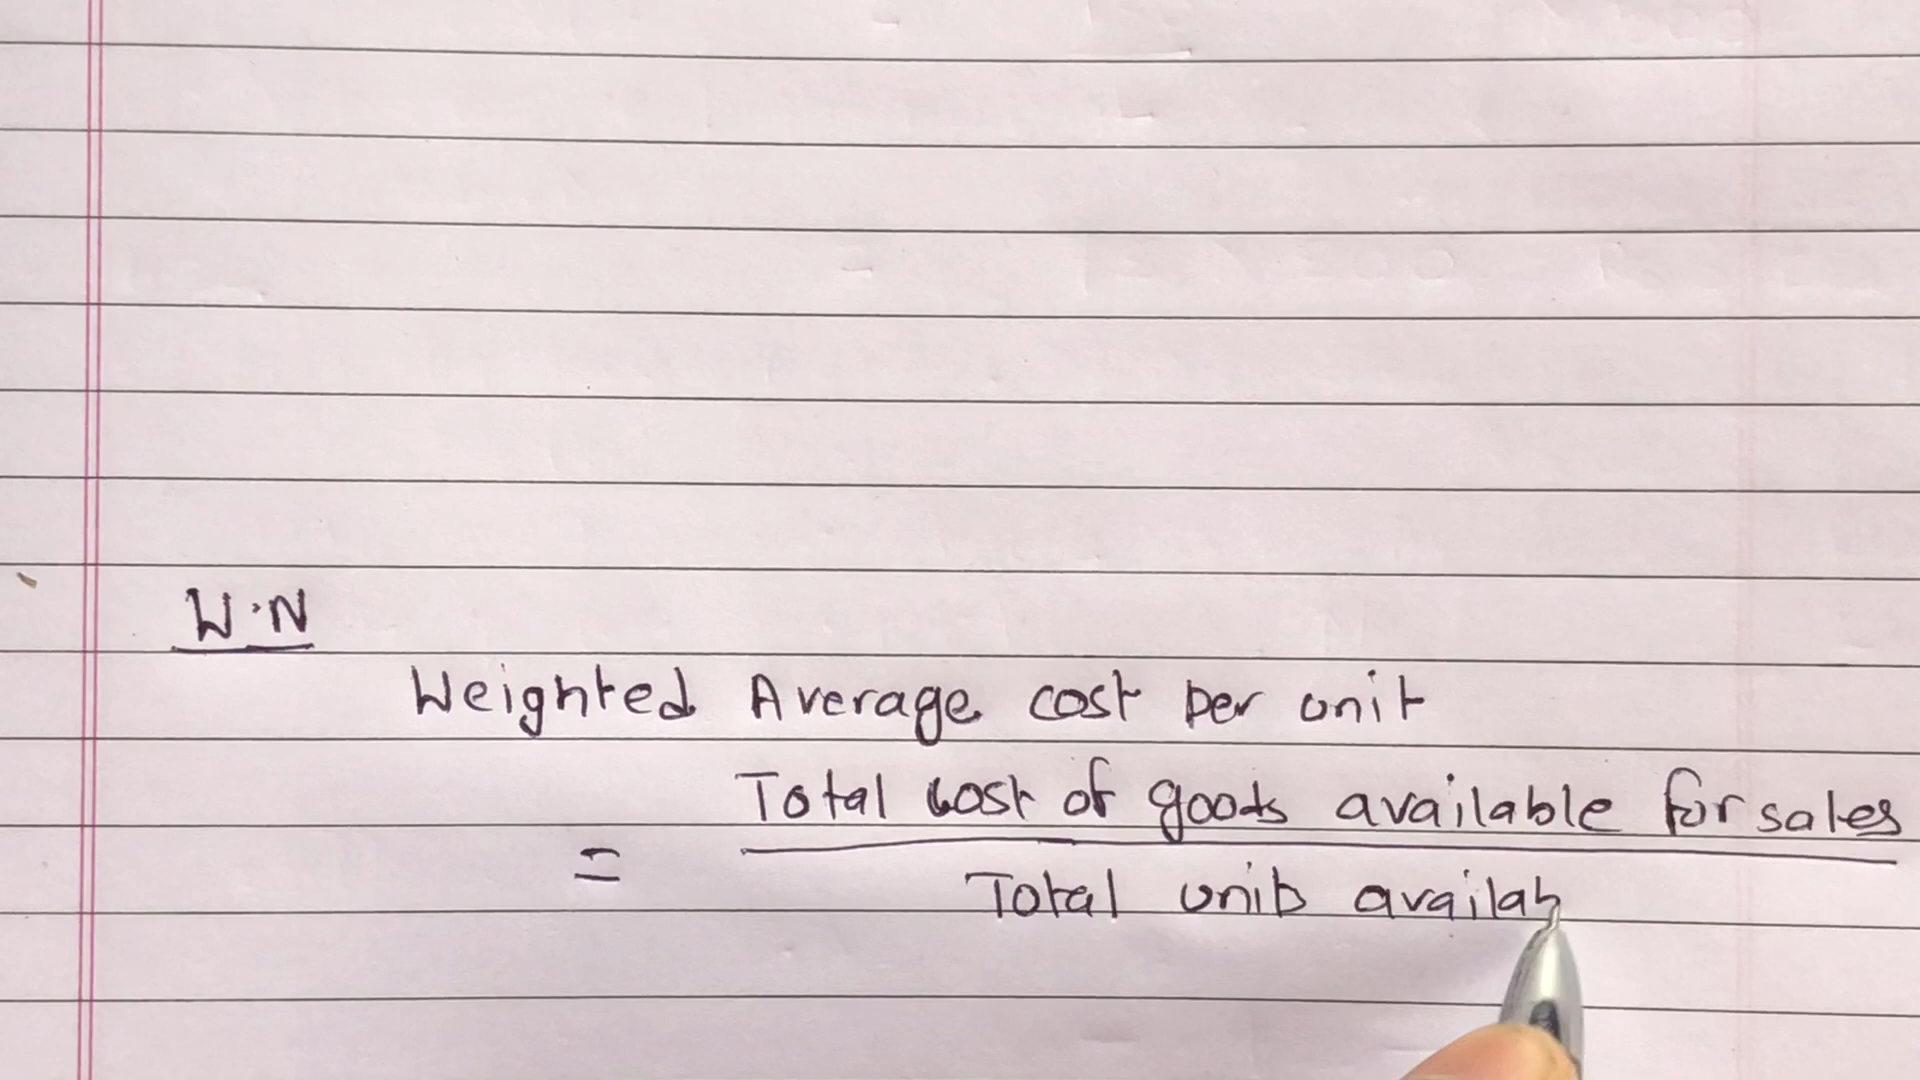 W.N
Weighted Average cost per unit
Total cost of goods available for sales
=
Total units availab